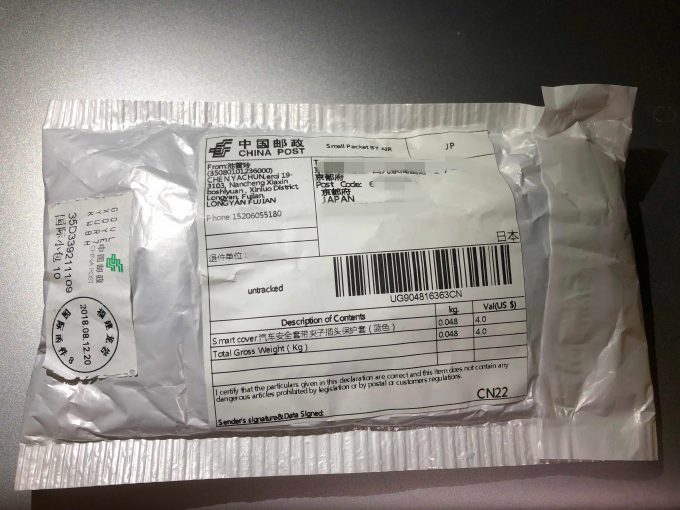 中国邮政
CHINA POST
Small Packet BY AIR
JP
From:
(35080101236000)
CHEN YACHUN,erci 19-
3103, Nancheng Xiaxin
boshiyuan , Xinluo District,
Longyan, Fujian,
LONGYAN FUJIAN
Phone: 15206055180
京都府
Post Code:
京都府
JAPAN
日本
退件单位：
untracked
UG904816363CN
Description of Contents
kg.
Val(US $)
Smart cover 汽车安全套带夹子插头保护套 ( 蓝色 )
0.048
4.0
Total Gross Weight ( Kg )
0.048
4.0
I certify that the particulars given in this declaration are correct and this item does not contain any
dangerous articles prohibited by legislation or by postal or customers regulations.
Sender's signature&Data Signed:
CN22
中国邮政
CHINA POST
35D339211109
国际小包 10
2018.08.12.20